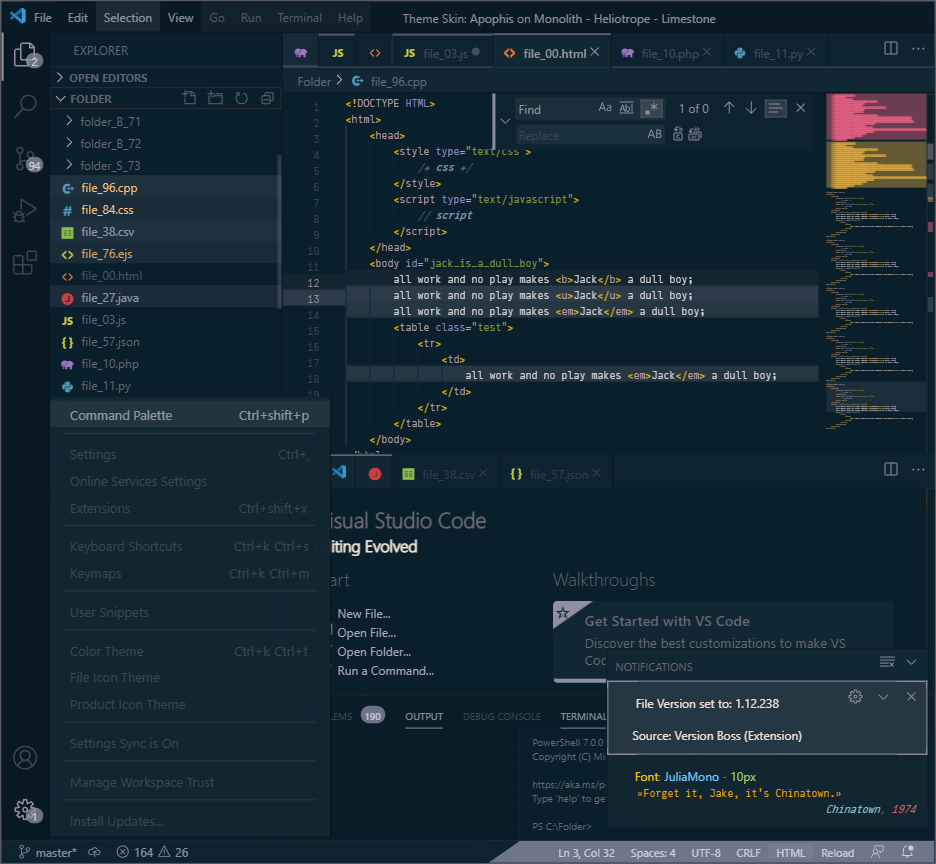 File Edit Selection View Go Run Terminal Help Theme Skin: Apophis on Monolith - Heliotrope - Limestone
2
94
1
EXPLORER
OPEN EDITORS
FOLDER
folder_B_71
folder_B_72
folder_S_73
file_96.cpp
file_84.css
file_38.csv
file_76.ejs
file_00.html
file_27.java
file_03.js
file_57.json
file_10.php
file_11.py
JS JS file_03.js file_00.html file_10.php file_11.py
Folder file_96.cpp
Find Aa Abl .* 1 of 0
Replace AB
1 <!DOCTYPE HTML>
2 <html>
3 <head>
4 <style type="text/css">
5 /* css */
6 </style>
7 <script type="text/javascript">
8 // script
9 </script>
10 </head>
11 <body id="jack_is_a_dull_boy">
12 all work and no play makes <b>Jack</b> a dull boy;
13 all work and no play makes <u>Jack</u> a dull boy;
14 all work and no play makes <em>Jack</em> a dull boy;
15 <table class="test">
16 <tr>
17 <td>
18 all work and no play makes <em>Jack</em> a dull boy;
19 </td>
</tr>
</table>
</body>
Command Palette Ctrl+shift+p
Settings Ctrl+,
Online Services Settings
Extensions Ctrl+shift+x
Keyboard Shortcuts Ctrl+k Ctrl+s
Keymaps Ctrl+k Ctrl+m
User Snippets
Color Theme Ctrl+k Ctrl+t
File Icon Theme
Product Icon Theme
Settings Sync is On
Manage Workspace Trust
Install Updates...
file_38.csv file_57.json
isual Studio Code
iting Evolved
art
New File...
Open File...
Open Folder...
Run a Command...
Walkthroughs
Get Started with VS Code
Discover the best customizations to make VS
Coc
LEMS 190 OUTPUT DEBUG CONSOLE TERMINAL
PowerShell 7.0.0
Copyright (C) Mi
https://aka.ms/p
Type 'help' to ge
PS C:\Folder>
NOTIFICATIONS
File Version set to: 1.12.238
Source: Version Boss (Extension)
Font: JuliaMono - 10px
«Forget it, Jake, it's Chinatown.»
Chinatown, 1974
master* 164 26 Ln 3, Col 32 Spaces: 4 UTF-8 CRLF HTML Reload